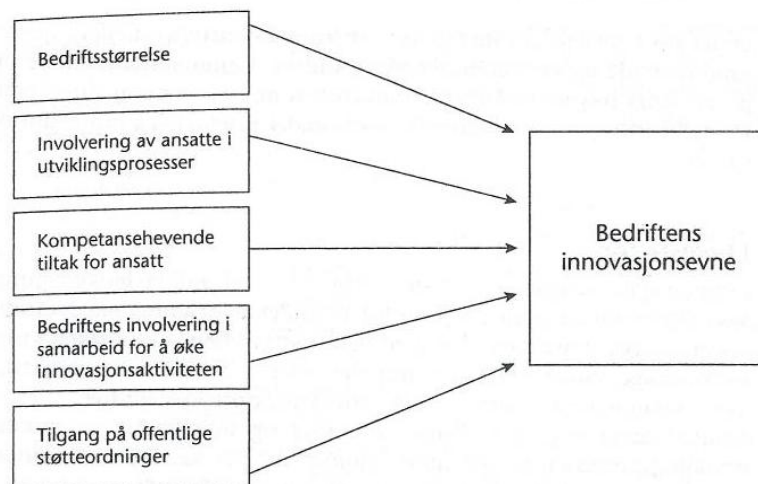 Bedriftsstørrelse
Involvering av ansatte i
utviklingsprosesser
Kompetansehevende
tiltak for ansatt
Bedriftens involvering i
samarbeid for å øke
innovasjonsaktiviteten
Tilgang på offentlige
støtteordninger
Bedriftens
innovasjonsevne